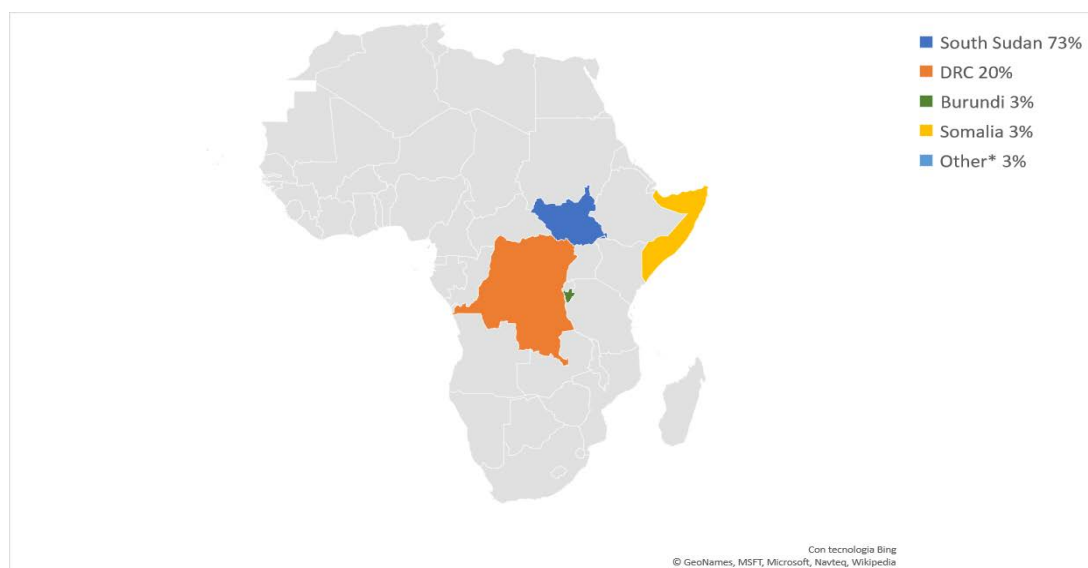 South Sudan 73%
DRC 20%
Burundi 3%
Somalia 3%
Other* 3%
Con tecnologia Bing
© GeoNames, MSFT, Microsoft, Navteq, Wikipedia